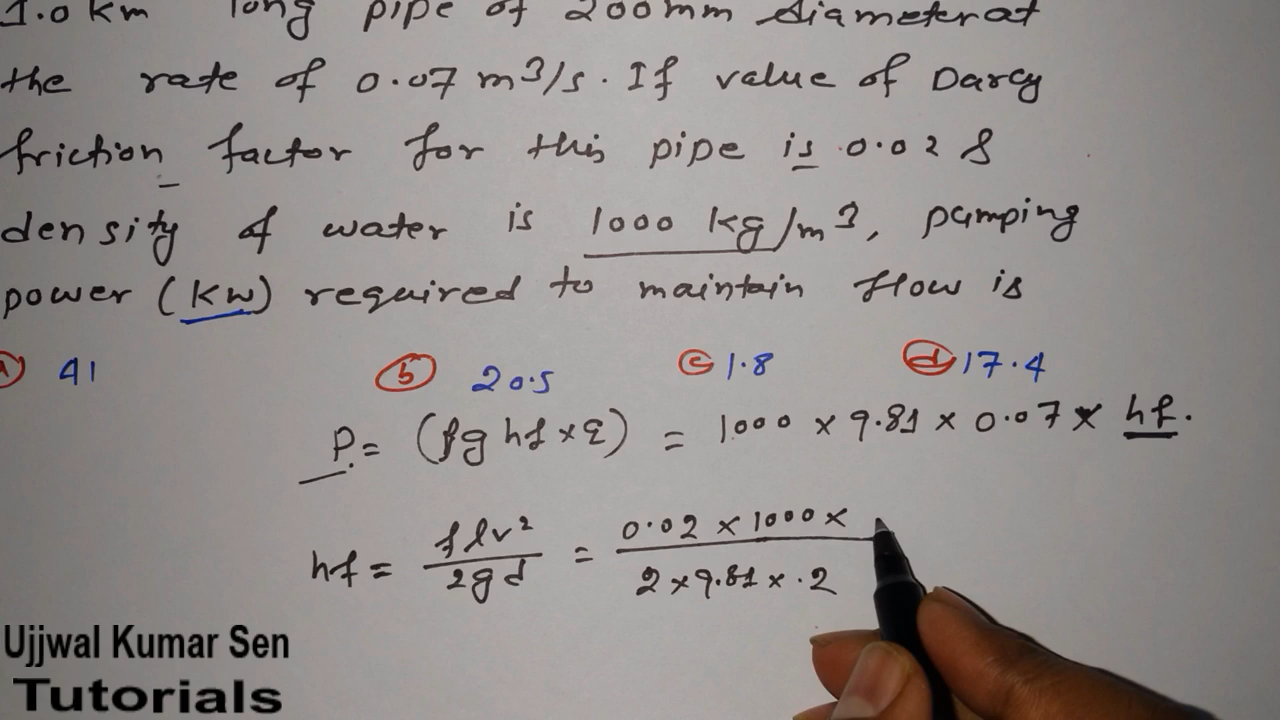 1.0 km long pipe of 200mm diameter at
the rate of 0.07 m3/s. If value of Darcy
friction factor for this pipe is 0.02 &
density of water is 1000 kg/m3, pumping
power (KW) required to maintain flow is
a) 41 b 20.5 c 1.8 d 17.4
P. = (ρg hf × Q) = 1000 × 9.81 × 0.07 × hf.
hf = flv²/2gd = 0.02 × 1000 ×/2 × 9.81 × .2
Ujjwal Kumar Sen
Tutorials